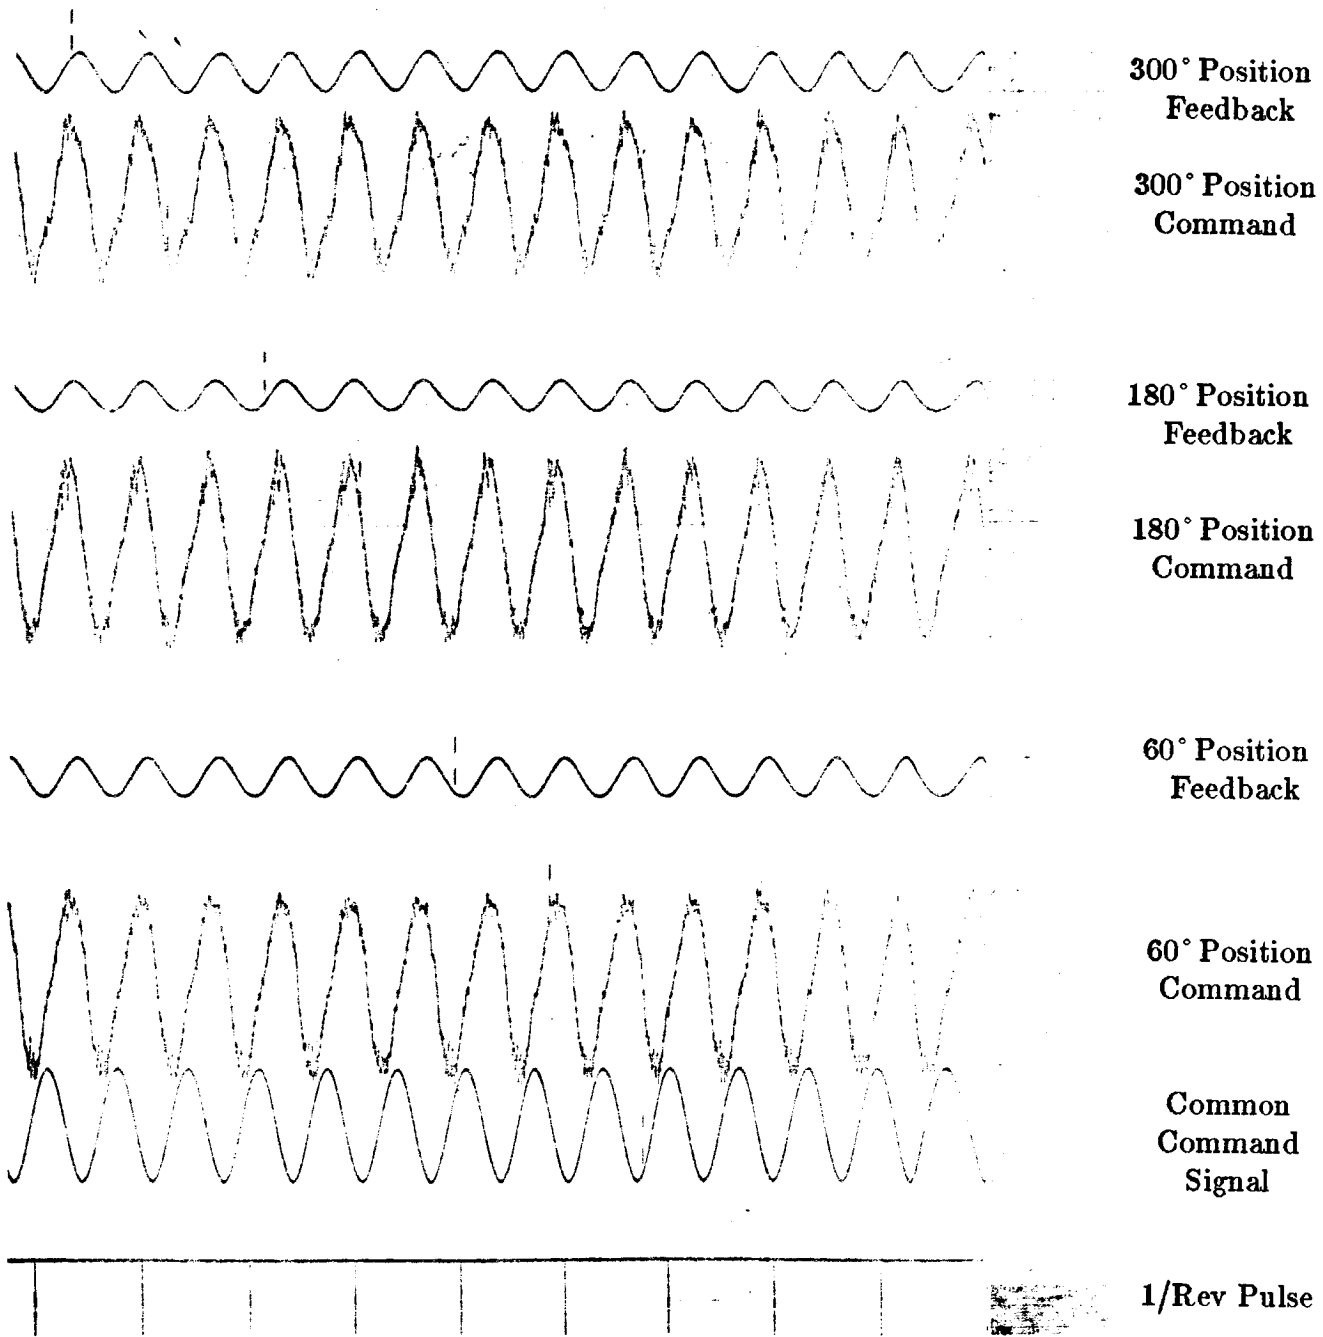 300° Position
Feedback
300° Position
Command
180° Position
Feedback
180° Position
Command
60° Position
Feedback
60° Position
Command
Common
Command
Signal
1/Rev Pulse